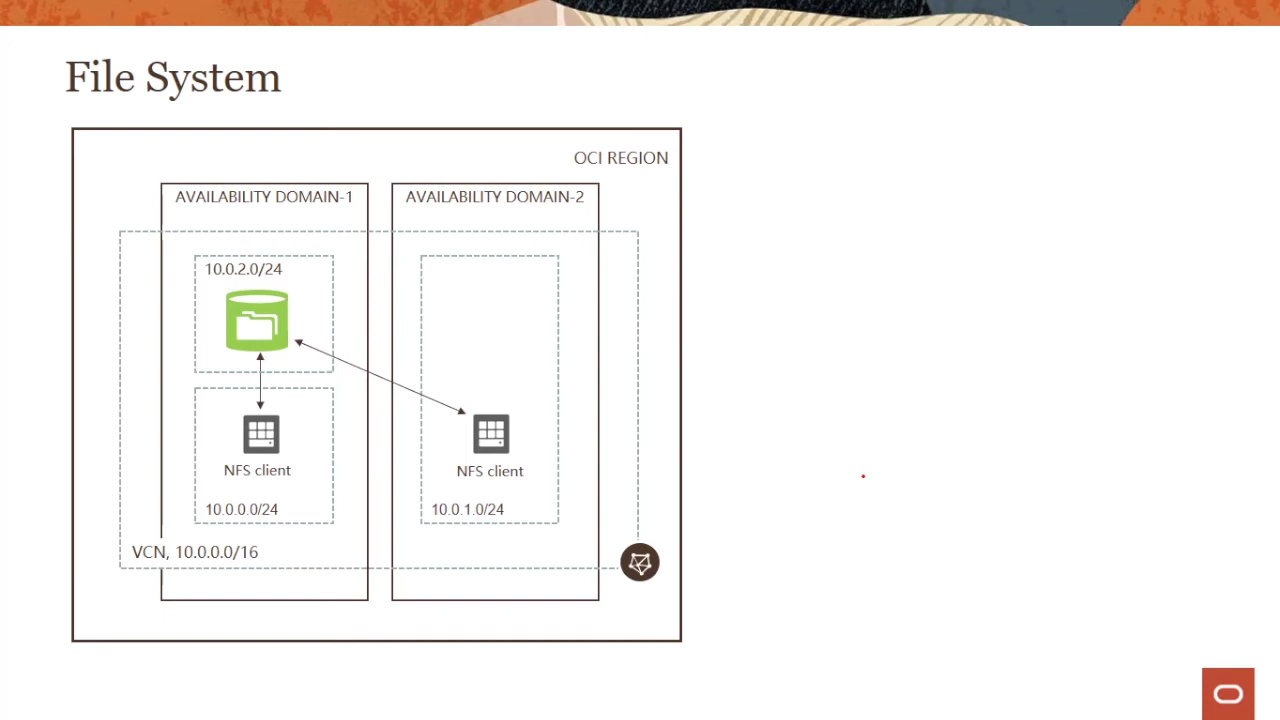 File System
OCI REGION
AVAILABILITY DOMAIN-1
AVAILABILITY DOMAIN-2
10.0.2.0/24
NFS client
NFS client
10.0.0.0/24
10.0.1.0/24
VCN, 10.0.0.0/16